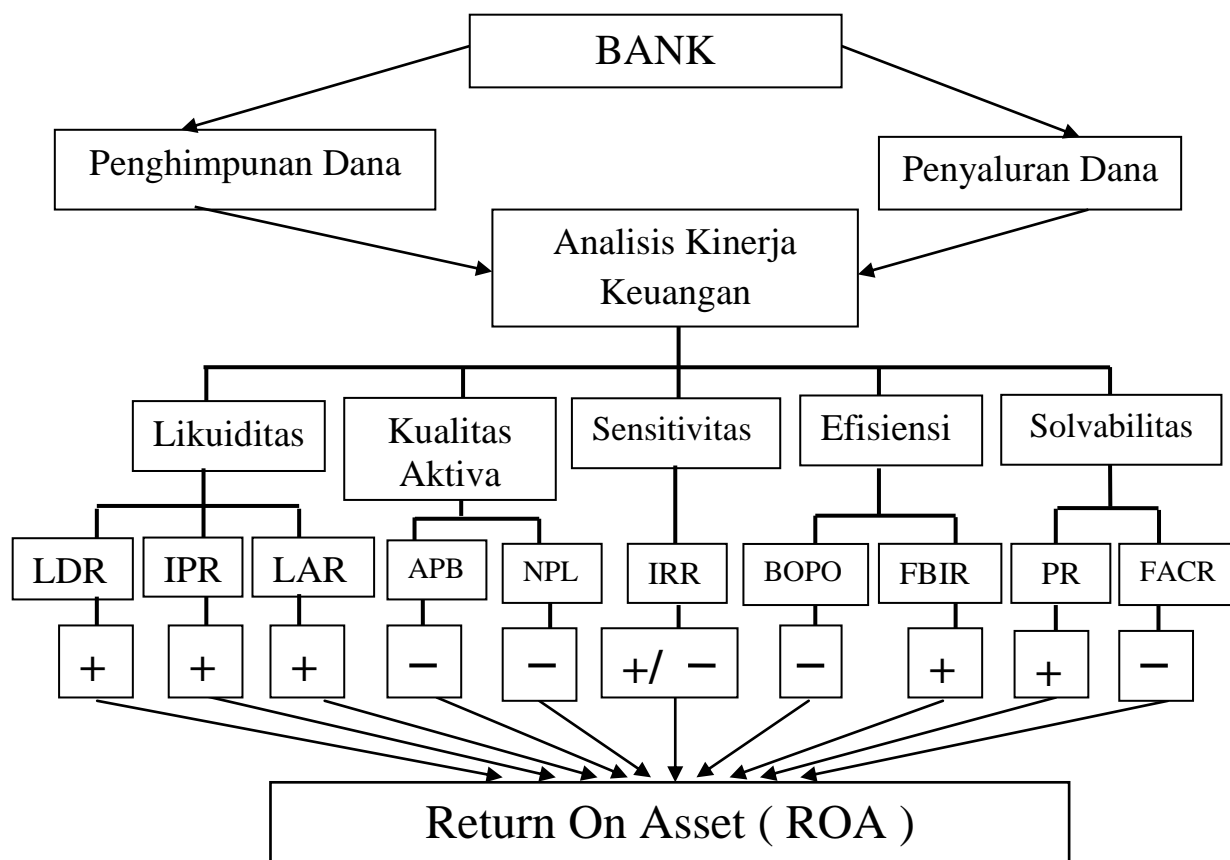 BANK
Penghimpunan Dana
Penyaluran Dana
Analisis Kinerja
Keuangan
Likuiditas
Kualitas
Aktiva
Sensitivitas
Efisiensi
Solvabilitas
LDR
IPR
LAR
APB
NPL
IRR
BOPO
FBIR
PR
FACR
+
+
+
−
−
+/ −
−
+
+
−
Return On Asset ( ROA )